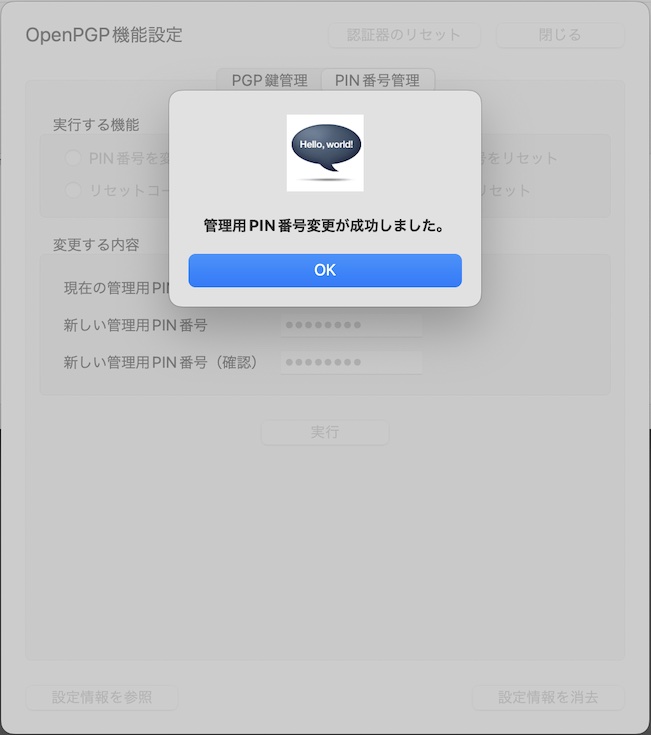 OpenPGP機能設定
認証器のリセット
閉じる
PGP鍵管理
PIN番号管理
実行する機能
PIN番号を変
号をリセット
リセットコー
リセット
Hello, world!
管理用PIN番号変更が成功しました。
OK
変更する内容
現在の管理用PIN
新しい管理用PIN番号
新しい管理用PIN番号（確認）
実行
設定情報を参照
設定情報を消去